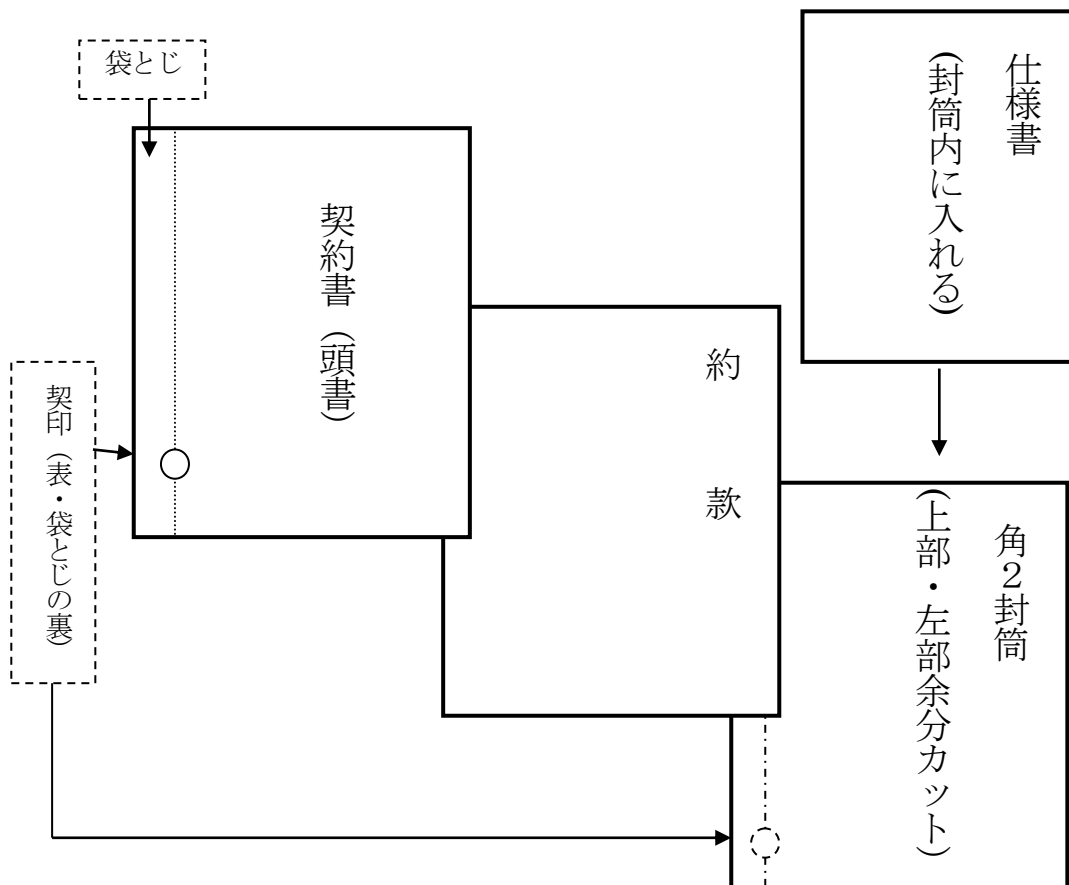 袋とじ
契約書（頭書）
契印（表・袋とじの裏）
約款
仕様書
(封筒内に入れる)
角２封筒
(上部・左部余分カット)